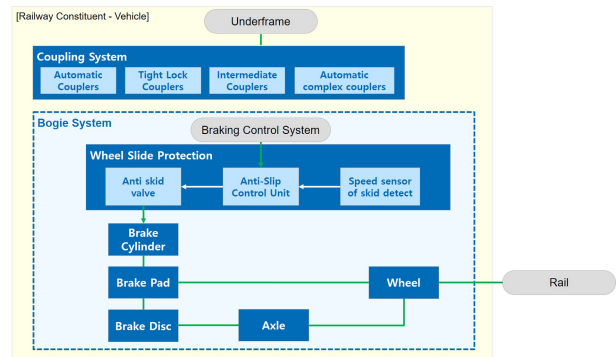 [Railway Constituent - Vehicle]
Underframe
Coupling System
Automatic
Couplers
Tight Lock
Couplers
Intermediate
Couplers
Automatic
complex couplers
Bogie System
Braking Control System
Wheel Slide Protection
Anti skid
valve
Anti-Slip
Control Unit
Speed sensor
of skid detect
Brake
Cylinder
Brake Pad
Wheel
Rail
Brake Disc
Axle